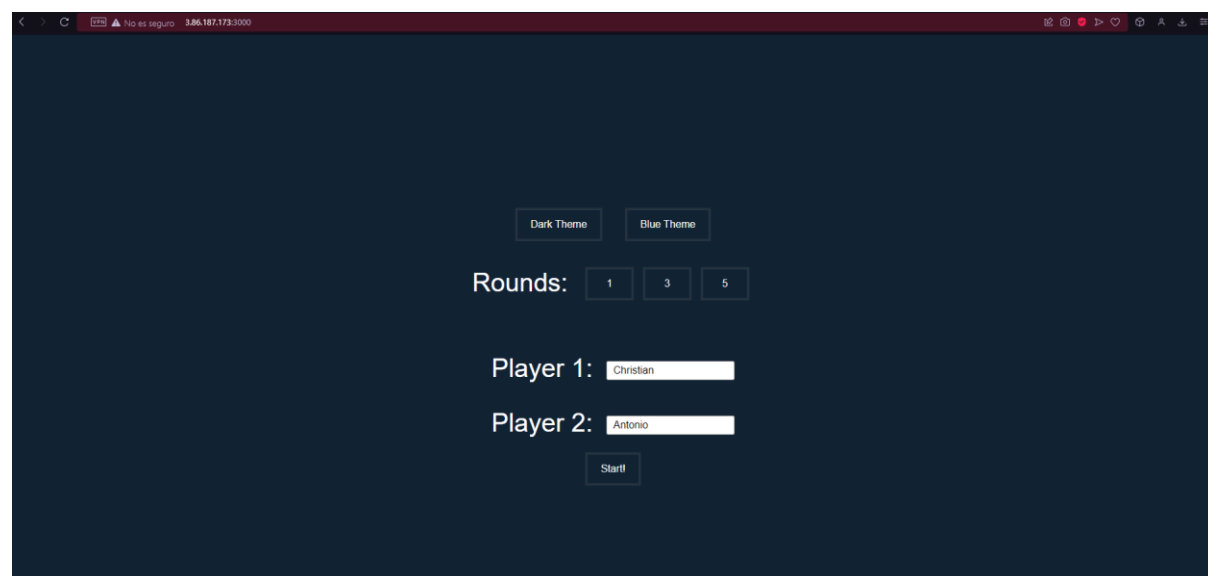 VPN No es seguro 3.86.187.173:3000
Dark Theme Blue Theme
Rounds: 1 3 5
Player 1: Christian
Player 2: Antonio
Start!